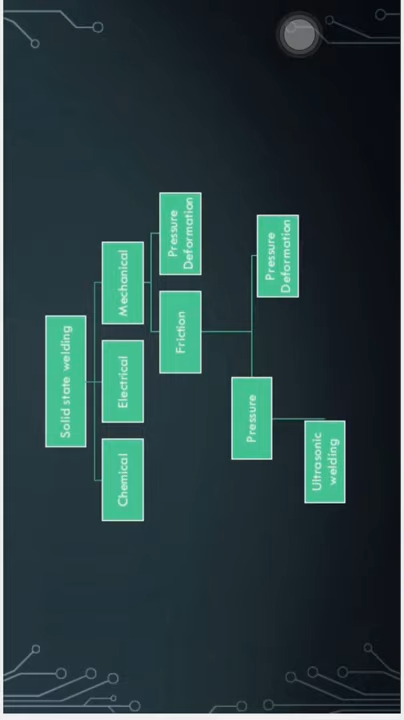 Solid state welding
Chemical
Electrical
Mechanical
Friction
Pressure
Deformation
Pressure
Pressure
Deformation
Ultrasonic
welding